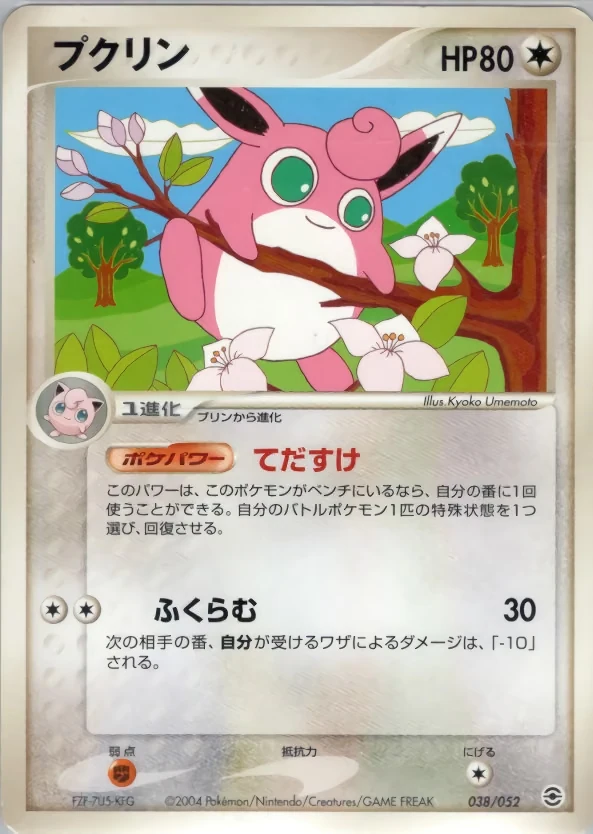 プクリン HP80
Illus. Kyoko Umemoto
1進化 プリンから進化
ポケパワー てだすけ
このパワーは、このポケモンがベンチにいるなら、自分の番に1回
使うことができる。自分のバトルポケモン1匹の特殊状態を1つ
選び、回復させる。
ふくらむ 30
次の相手の番、自分が受けるワザによるダメージは、「-10」
される。
弱点 抵抗力 にげる
FZF-7U5-KFG ©2004 Pokémon/Nintendo/Creatures/GAME FREAK 038/052